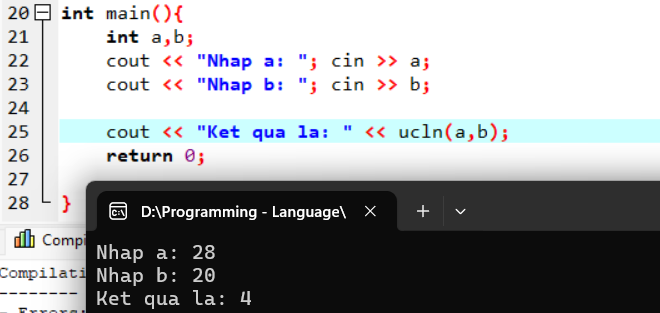 20 int main(){
21 int a,b;
22 cout << "Nhap a: "; cin >> a;
23 cout << "Nhap b: "; cin >> b;
24
25 cout << "Ket qua la: " << ucln(a,b);
26 return 0;
27
28 }
D:\Programming - Language\
Compi
Compilati
--------
- Errors:
Nhap a: 28
Nhap b: 20
Ket qua la: 4